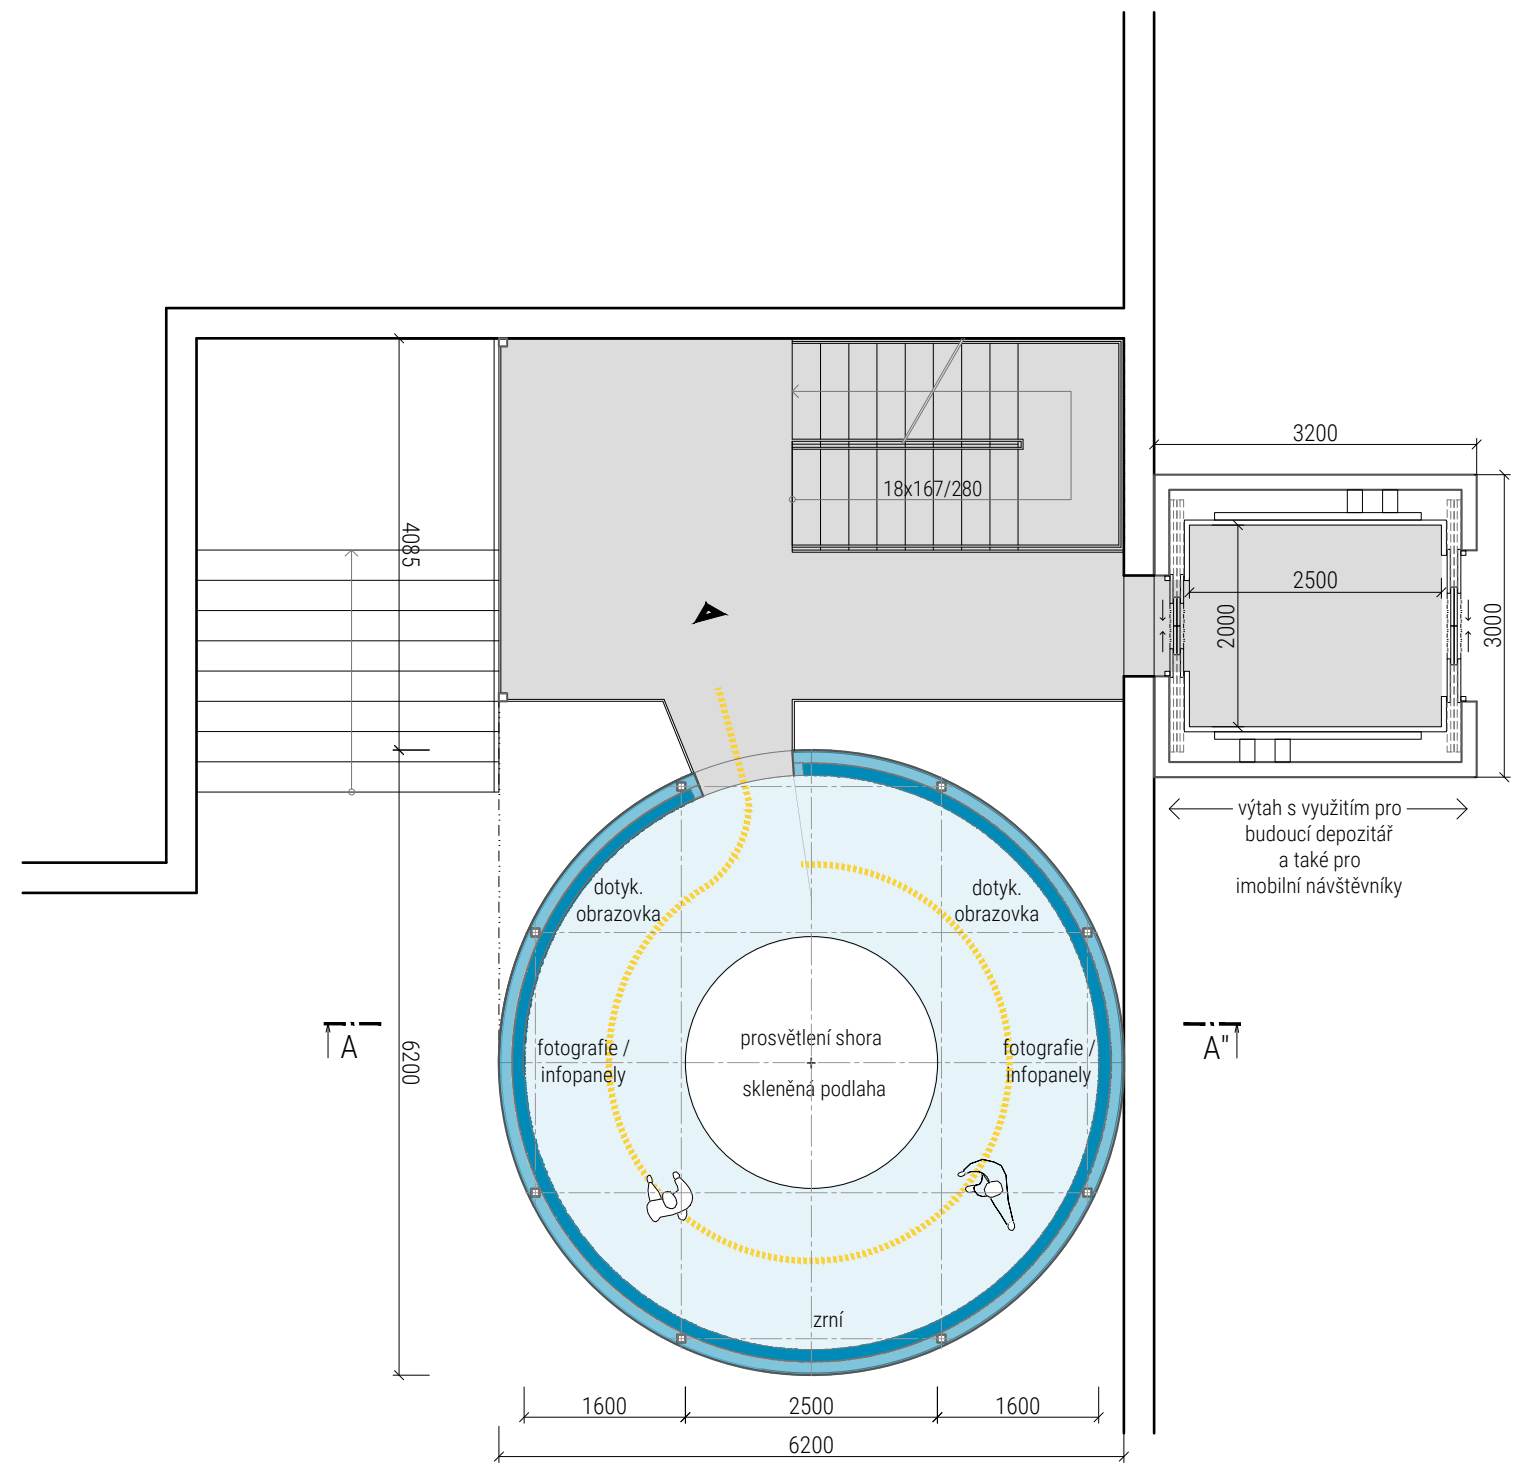 3200
18x167/280
4085
2500
2000
3000
výtah s využitím pro
budoucí depozitář
a také pro
imobilní návštěvníky
dotyk.
obrazovka
dotyk.
obrazovka
A
A"
6200
fotografie /
infopanely
prosvětlení shora
skleněná podlaha
fotografie /
infopanely
zrní
1600
2500
1600
6200